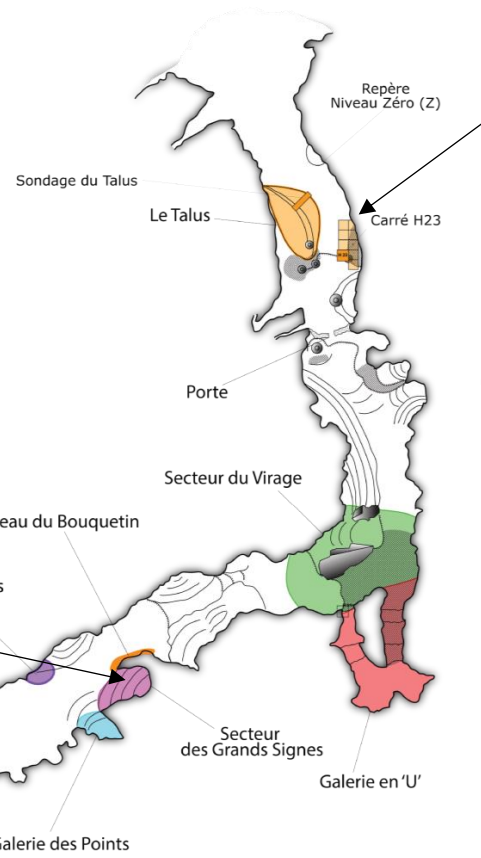 Repère
Niveau Zéro (Z)
Sondage du Talus
Le Talus
Carré H23
Porte
Secteur du Virage
eau du Bouquetin
s
Secteur
des Grands Signes
Galerie en 'U'
Galerie des Points